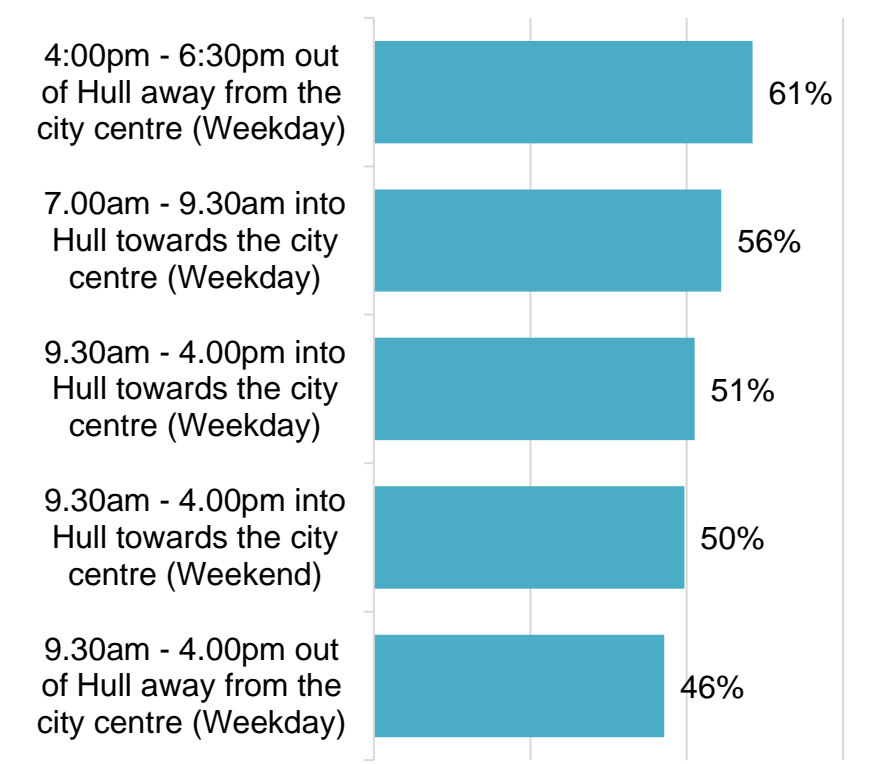 4:00pm - 6:30pm out
of Hull away from the
city centre (Weekday)
61%
7.00am - 9.30am into
Hull towards the city
centre (Weekday)
56%
9.30am - 4.00pm into
Hull towards the city
centre (Weekday)
51%
9.30am - 4.00pm into
Hull towards the city
centre (Weekend)
50%
9.30am - 4.00pm out
of Hull away from the
city centre (Weekday)
46%